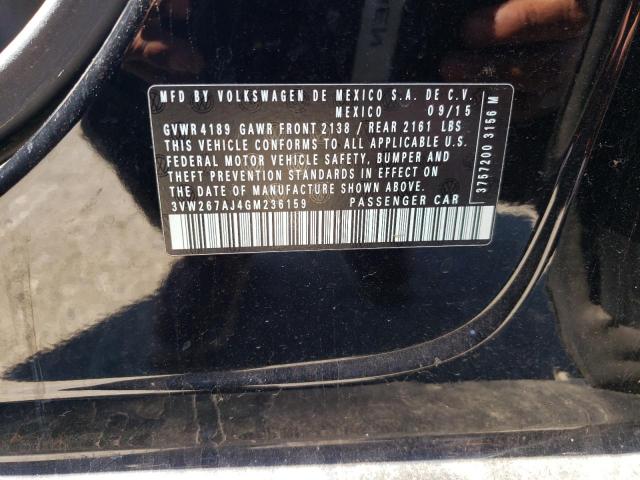 MFD BY VOLKSWAGEN DE MEXICO S.A. DE C.V.
MEXICO 09/15
GVWR 4189 GAWR FRONT 2138 / REAR 2161 LBS
THIS VEHICLE CONFORMS TO ALL APPLICABLE U.S.
FEDERAL MOTOR VEHICLE SAFETY, BUMPER AND
THEFT PREVENTION STANDARDS IN EFFECT ON
THE DATE OF MANUFACTURE SHOWN ABOVE.
3VW267AJ4GM236159 PASSENGER CAR
3757200 3156 M